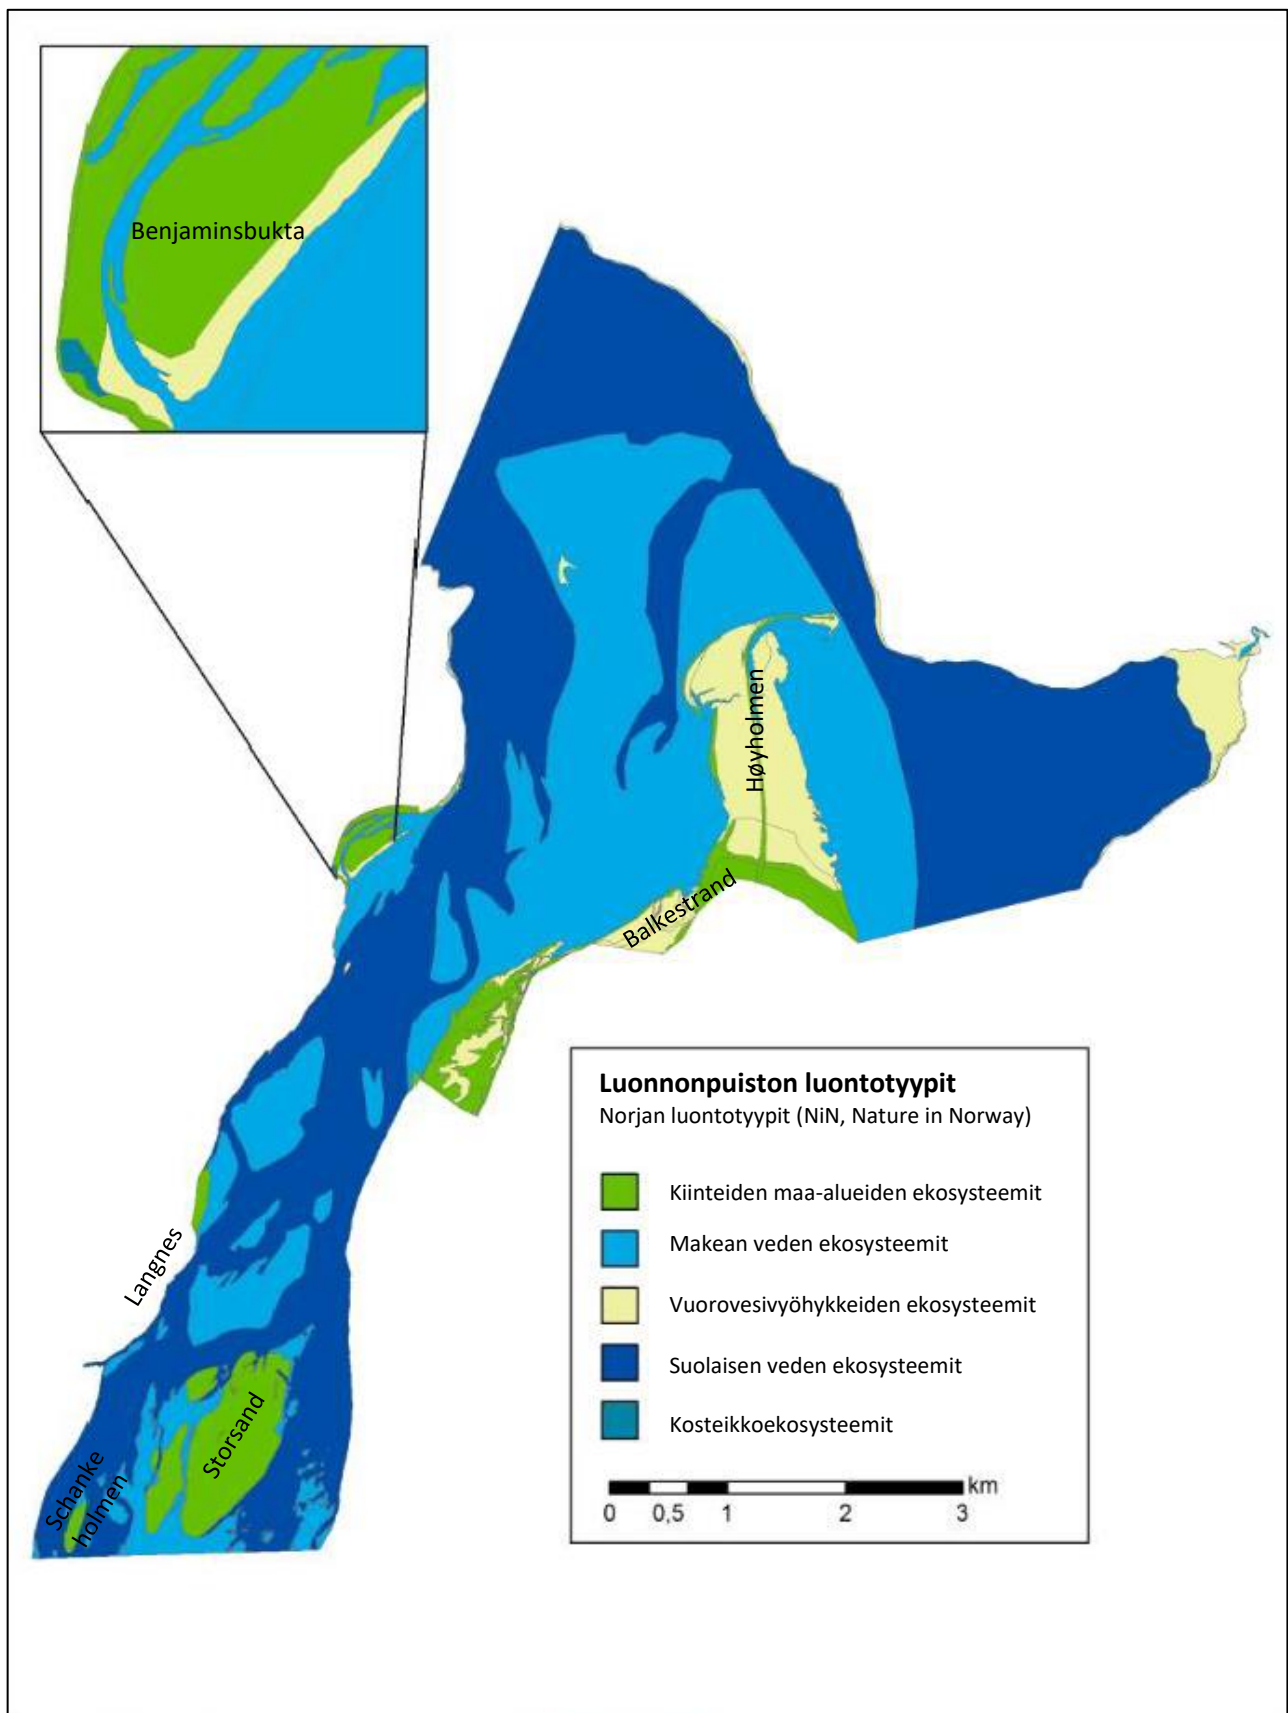 Benjaminsbukta
Høyholmen
Balkestrand
Langnes
Storsand
Schanke
holmen
Luonnonpuiston luontotyypit
Norjan luontotyypit (NiN, Nature in Norway)
Kiinteiden maa-alueiden ekosysteemit
Makean veden ekosysteemit
Vuorovesivyöhykkeiden ekosysteemit
Suolaisen veden ekosysteemit
Kosteikkoekosysteemit
km
0 0,5 1 2 3